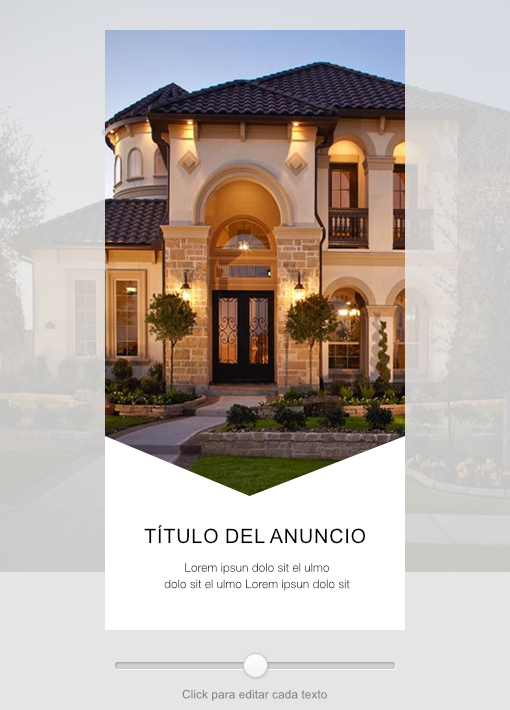 TÍTULO DEL ANUNCIO
Lorem ipsun dolo sit el ulmo
dolo sit el ulmo Lorem ipsun dolo sit
Click para editar cada texto